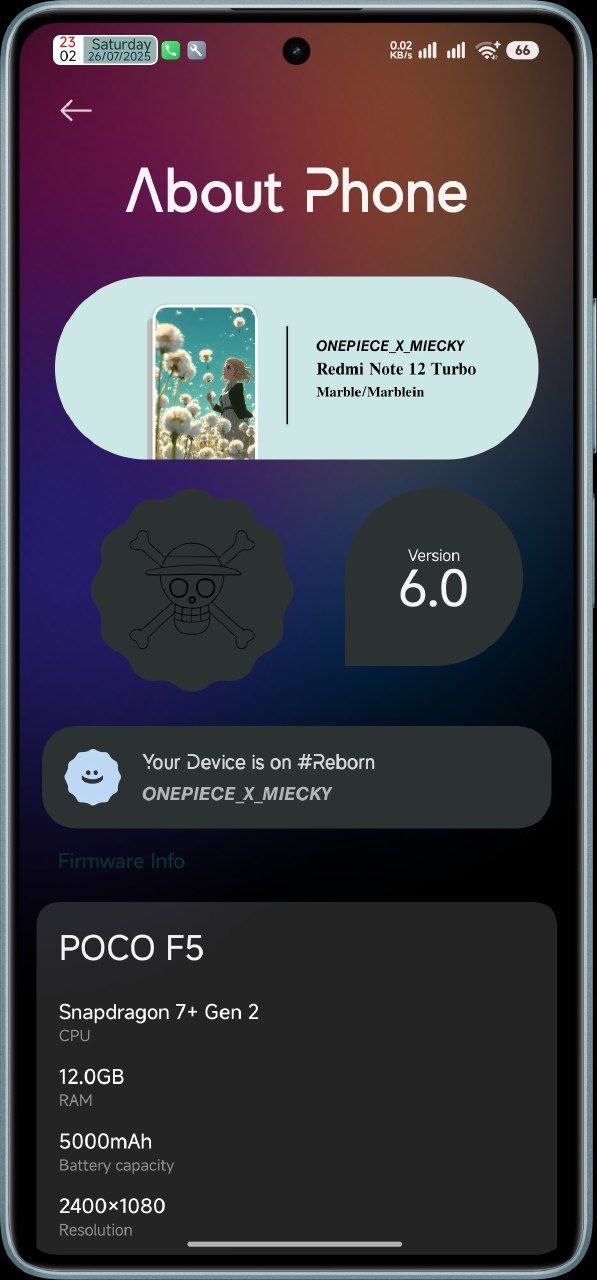 23
02
Saturday
26/07/2025
0.02
KB/s
66
About Phone
ONEPIECE_X_MIECKY
Redmi Note 12 Turbo
Marble/Marblein
Version
6.0
Your Device is on #Reborn
ONEPIECE_X_MIECKY
Firmware Info
POCO F5
Snapdragon 7+ Gen 2
CPU
12.0GB
RAM
5000mAh
Battery capacity
2400×1080
Resolution